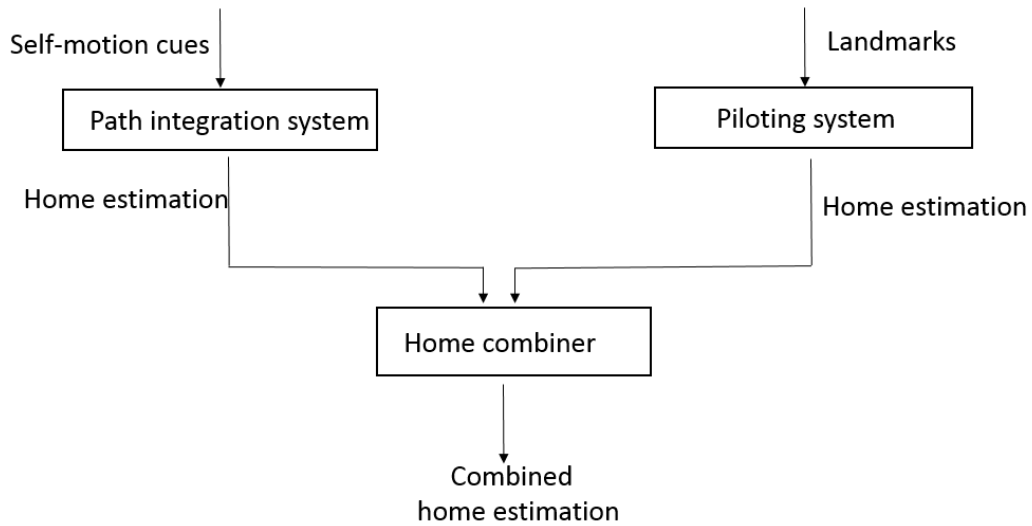 Self-motion cues
Landmarks
Path integration system
Piloting system
Home estimation
Home estimation
Home combiner
Combined
home estimation